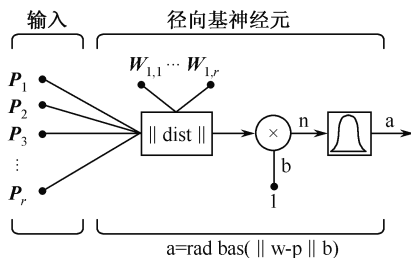 输入
径向基神经元
W1,1 ··· W1,r
P1
P2
P3
⋮
Pr
‖ dist ‖
×
n
a
b
1
a=rad bas( ‖ w-p ‖ b)